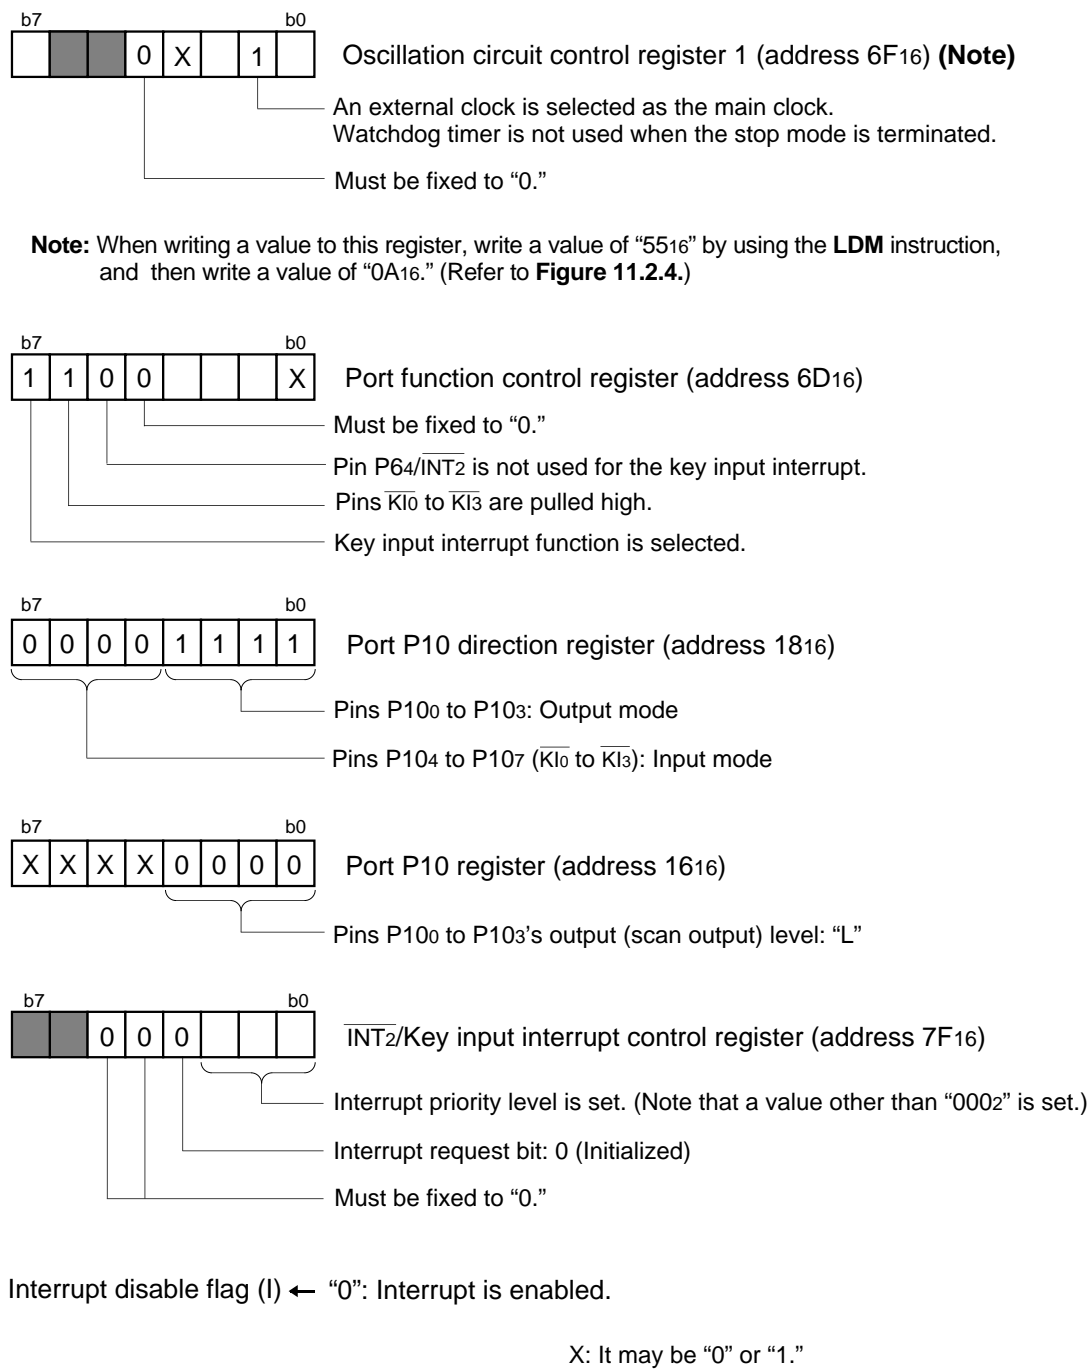 b7 b0
0 X 1 Oscillation circuit control register 1 (address 6F16) (Note)
An external clock is selected as the main clock.
Watchdog timer is not used when the stop mode is terminated.
Must be fixed to “0.”
Note: When writing a value to this register, write a value of “5516” by using the LDM instruction,
and then write a value of “0A16.” (Refer to Figure 11.2.4.)
b7 b0
1 1 0 0 X Port function control register (address 6D16)
Must be fixed to “0.”
Pin P64/INT2 is not used for the key input interrupt.
Pins KI0 to KI3 are pulled high.
Key input interrupt function is selected.
b7 b0
0 0 0 0 1 1 1 1 Port P10 direction register (address 1816)
Pins P100 to P103: Output mode
Pins P104 to P107 (KI0 to KI3): Input mode
b7 b0
X X X X 0 0 0 0 Port P10 register (address 1616)
Pins P100 to P103’s output (scan output) level: “L”
b7 b0
0 0 0 INT2/Key input interrupt control register (address 7F16)
Interrupt priority level is set. (Note that a value other than “0002” is set.)
Interrupt request bit: 0 (Initialized)
Must be fixed to “0.”
Interrupt disable flag (I) ← “0”: Interrupt is enabled.
X: It may be “0” or “1.”